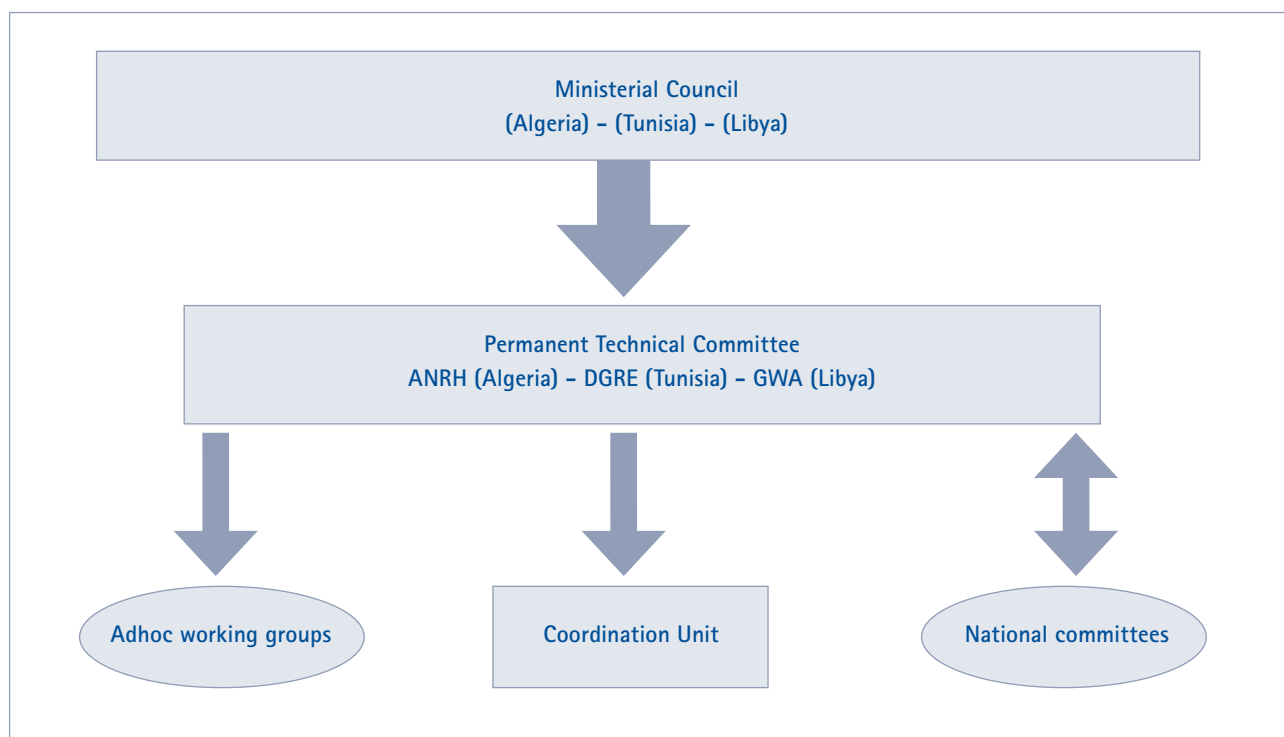 Ministerial Council
(Algeria) – (Tunisia) – (Libya)
Permanent Technical Committee
ANRH (Algeria) – DGRE (Tunisia) – GWA (Libya)
Adhoc working groups
Coordination Unit
National committees